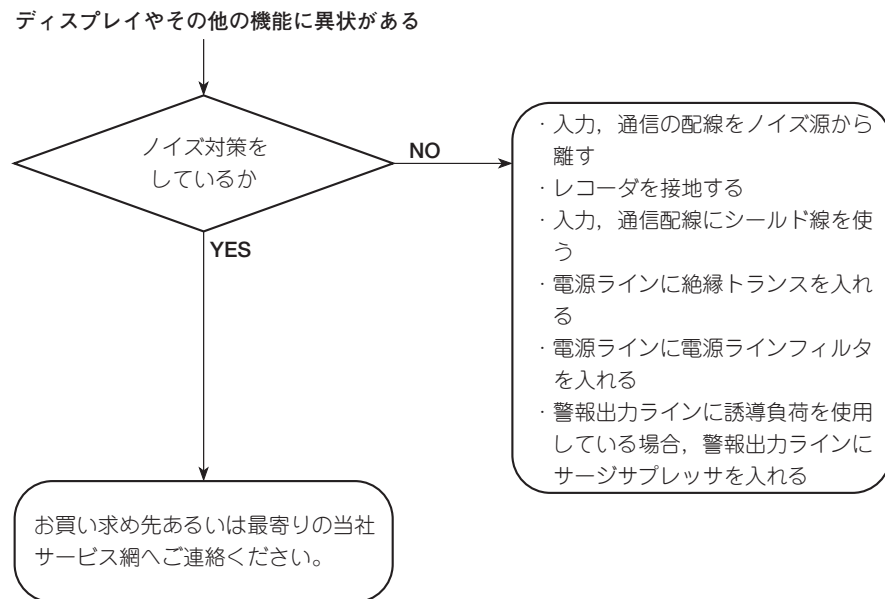 ディスプレイやその他の機能に異状がある
ノイズ対策を
しているか
NO
YES
・入力，通信の配線をノイズ源から
離す
・レコーダを接地する
・入力，通信配線にシールド線を使
う
・電源ラインに絶縁トランスを入れ
る
・電源ラインに電源ラインフィルタ
を入れる
・警報出力ラインに誘導負荷を使用
している場合，警報出力ラインに
サージサプレッサを入れる
お買い求め先あるいは最寄りの当社
サービス網へご連絡ください。